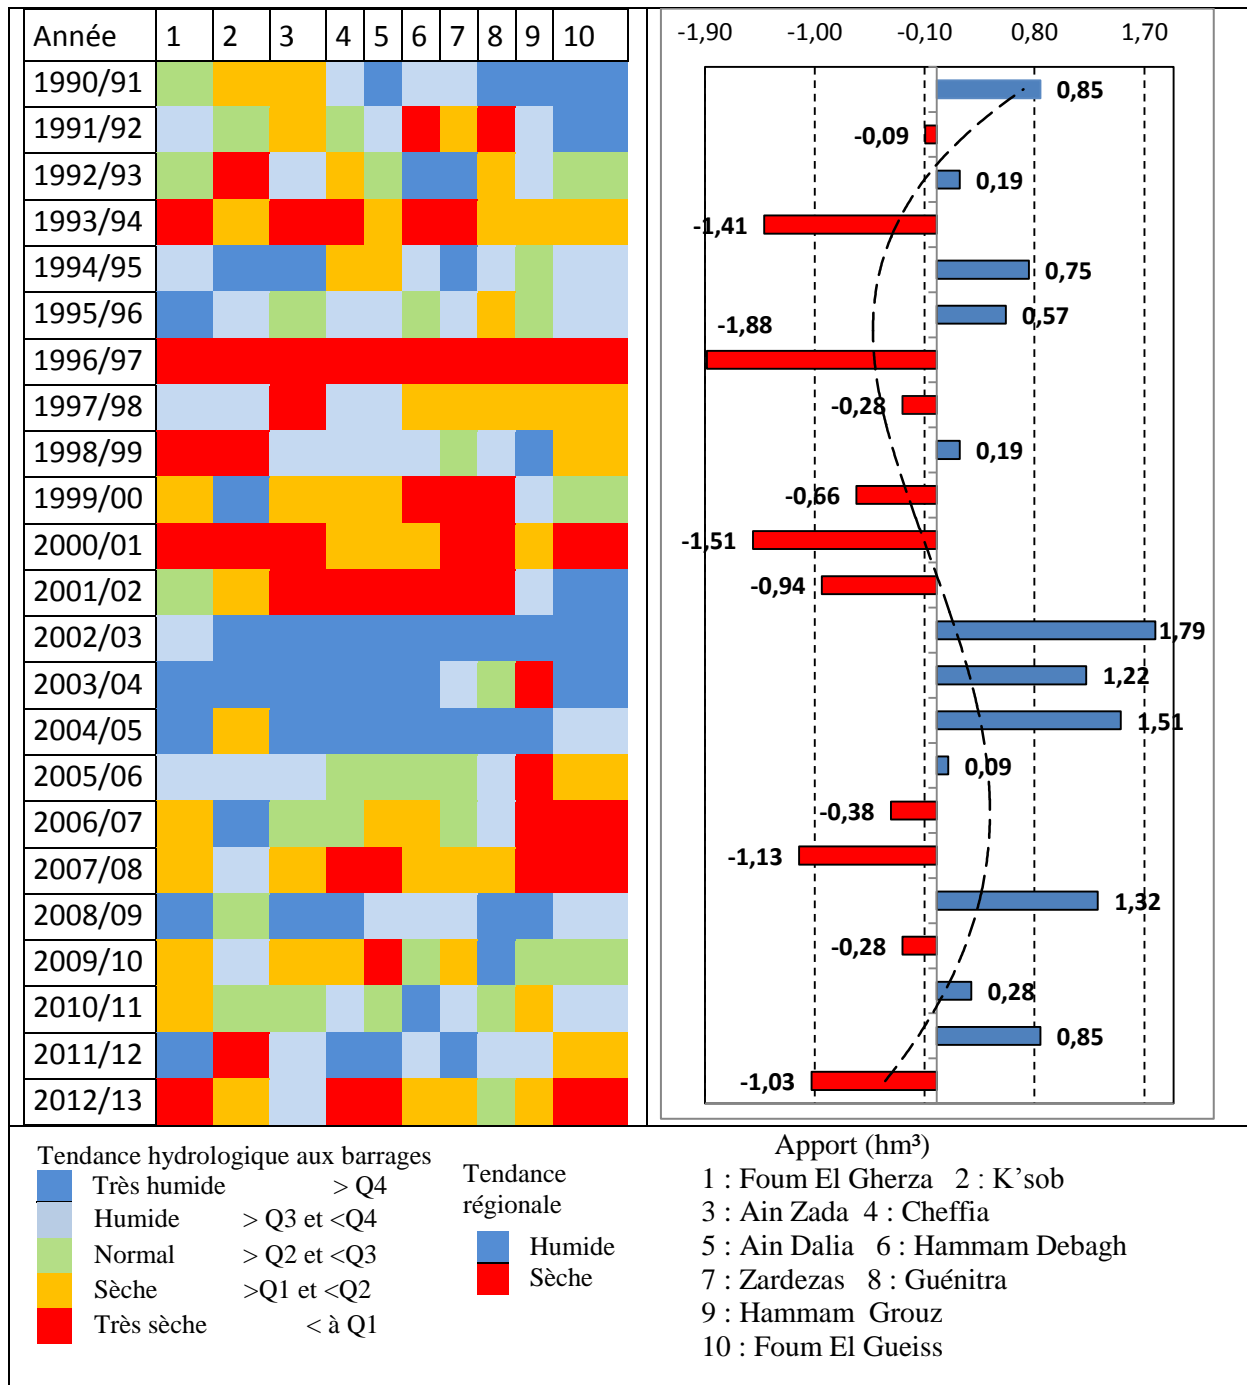 Année 1 2 3 4 5 6 7 8 9 10
-1,90 -1,00 -0,10 0,80 1,70
1990/91 0,85
1991/92 -0,09
1992/93 0,19
1993/94 -1,41
1994/95 0,75
1995/96 0,57
1996/97 -1,88
1997/98 -0,28
1998/99 0,19
1999/00 -0,66
2000/01 -1,51
2001/02 -0,94
2002/03 1,79
2003/04 1,22
2004/05 1,51
2005/06 0,09
2006/07 -0,38
2007/08 -1,13
2008/09 1,32
2009/10 -0,28
2010/11 0,28
2011/12 0,85
2012/13 -1,03
Tendance hydrologique aux barrages
Très humide > Q4
Humide > Q3 et <Q4
Normal > Q2 et <Q3
Sèche >Q1 et <Q2
Très sèche < à Q1
Tendance
régionale
Humide
Sèche
Apport (hm³)
1 : Foum El Gherza 2 : K’sob
3 : Ain Zada 4 : Cheffia
5 : Ain Dalia 6 : Hammam Debagh
7 : Zardezas 8 : Guénitra
9 : Hammam Grouz
10 : Foum El Gueiss